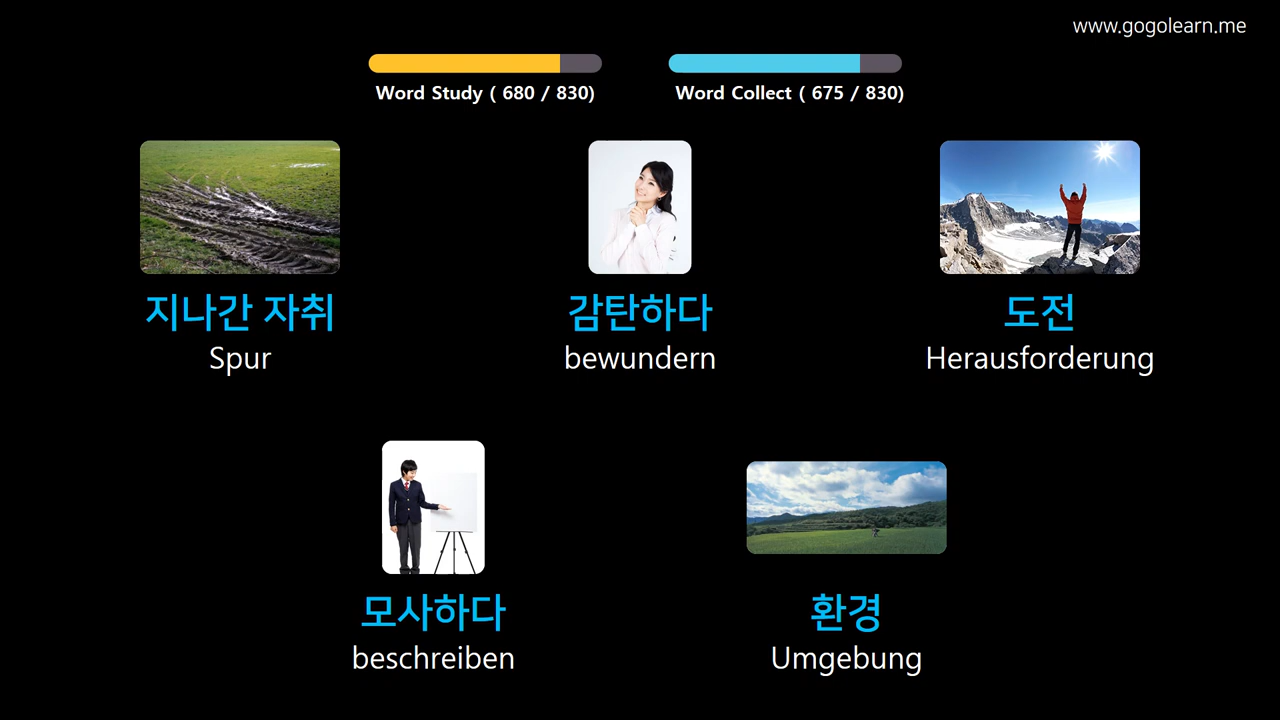 www.gogolearn.me
Word Study ( 680 / 830)
Word Collect ( 675 / 830)
지나간 자취
Spur
감탄하다
bewundern
도전
Herausforderung
모사하다
beschreiben
환경
Umgebung